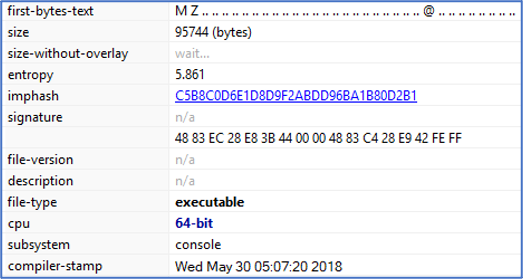 first-bytes-text M Z .. .. .. .. .. .. .. .. .. .. .. .. .. .. .. .. .. .. .. .. .. .. @ .. .. .. .. .. .. .. ..
size 95744 (bytes)
size-without-overlay wait...
entropy 5.861
imphash C5B8C0D6E1D8D9F2ABDD96BA1B80D2B1
signature n/a
48 83 EC 28 E8 3B 44 00 00 48 83 C4 28 E9 42 FE FF
file-version n/a
description n/a
file-type executable
cpu 64-bit
subsystem console
compiler-stamp Wed May 30 05:07:20 2018